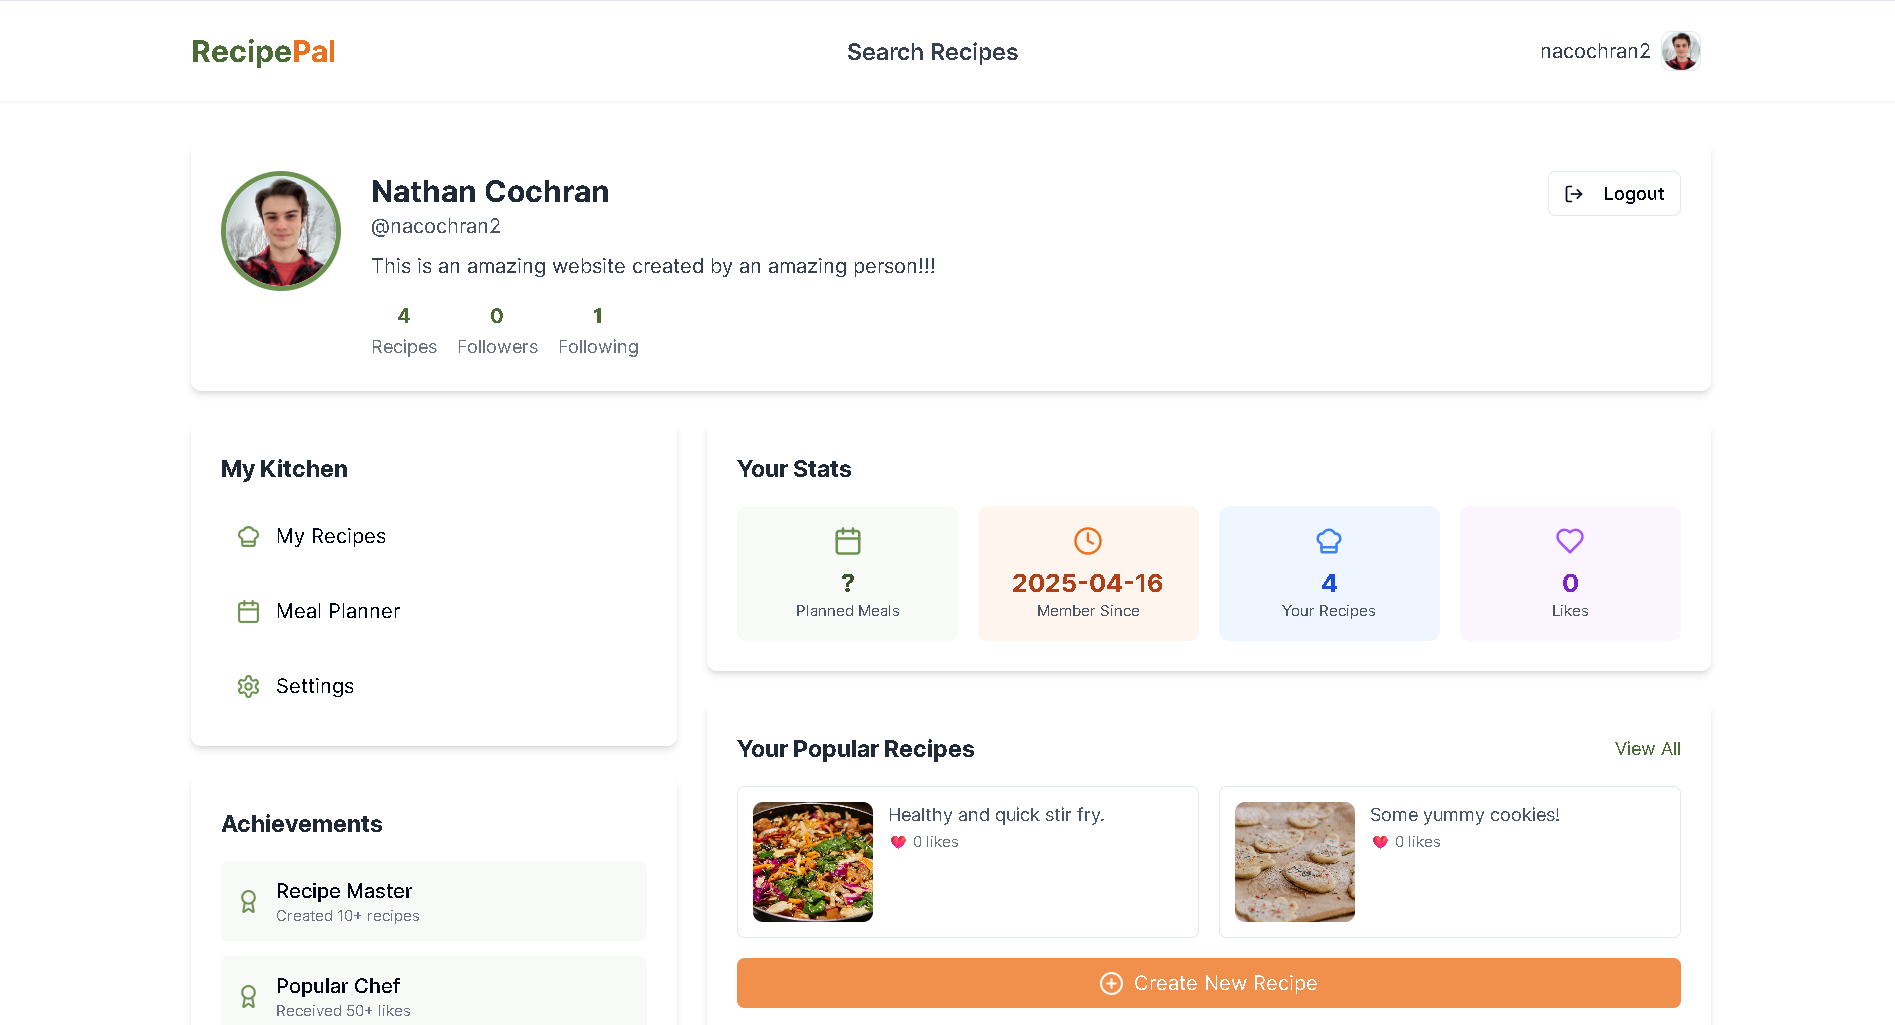 RecipePal
Search Recipes
nacochran2
Nathan Cochran
@nacochran2
This is an amazing website created by an amazing person!!!
Logout
4 0 1
Recipes Followers Following
My Kitchen
My Recipes
Meal Planner
Settings
Achievements
Recipe Master
Created 10+ recipes
Popular Chef
Received 50+ likes
Your Stats
?
Planned Meals
2025-04-16
Member Since
4
Your Recipes
0
Likes
Your Popular Recipes
View All
Healthy and quick stir fry.
0 likes
Some yummy cookies!
0 likes
Create New Recipe